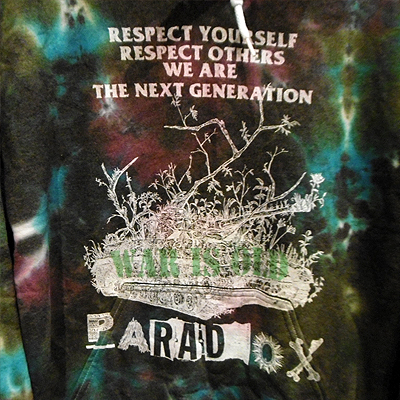 RESPECT YOURSELF
RESPECT OTHERS
WE ARE
THE NEXT GENERATION
WAR IS OLD
PARADOX